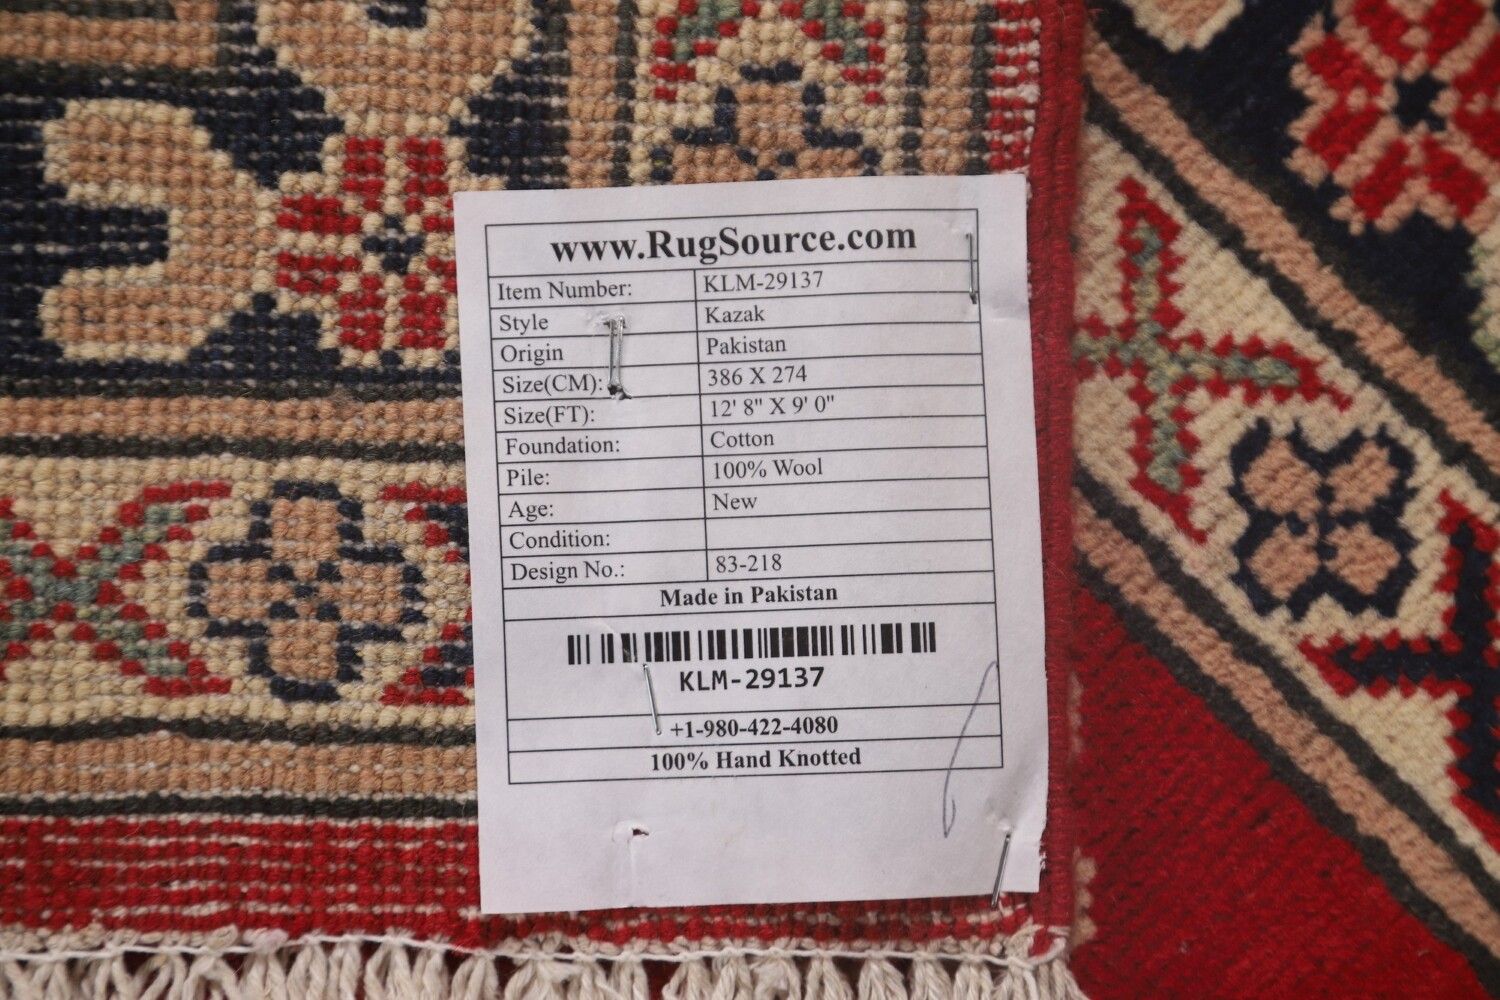 www.RugSource.com
Item Number: KLM-29137
Style Kazak
Origin Pakistan
Size(CM): 386 X 274
Size(FT): 12' 8" X 9' 0"
Foundation: Cotton
Pile: 100% Wool
Age: New
Condition:
Design No.: 83-218
Made in Pakistan
KLM-29137
+1-980-422-4080
100% Hand Knotted